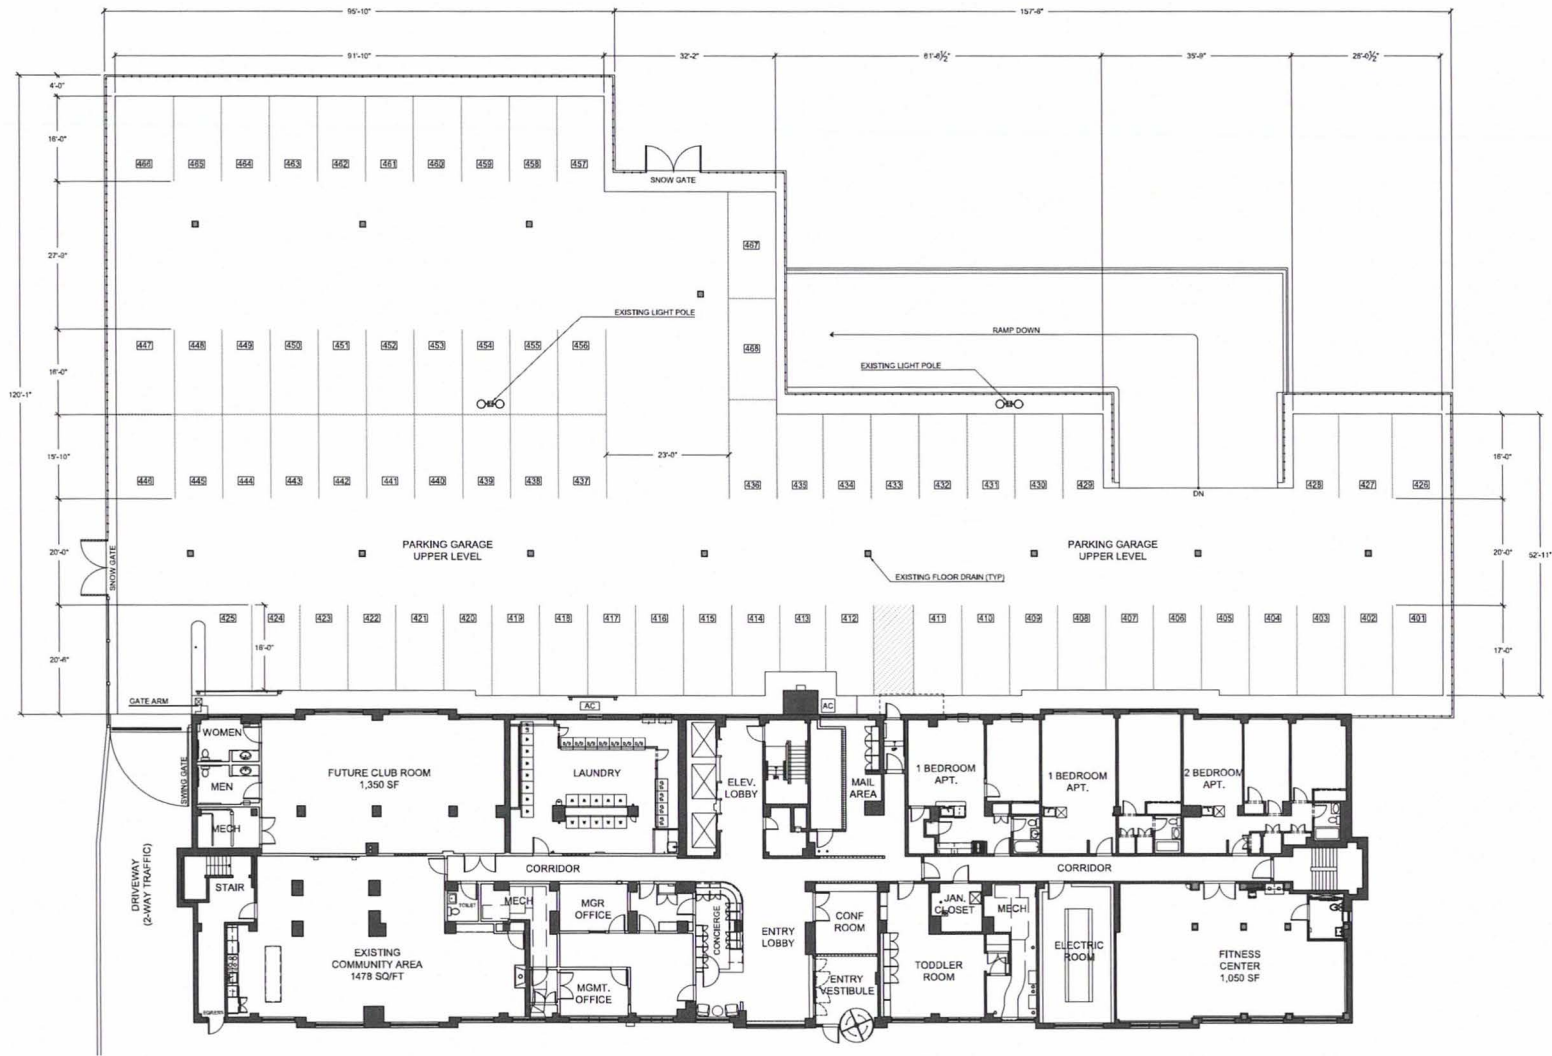 95'-10"
157'-8"
91'-10"
32'-2"
61'-6½"
35'-9"
28'-0½"
4'-0"
16'-0"
466
465
464
463
462
461
460
459
458
457
SNOW GATE
467
27'-3"
EXISTING LIGHT POLE
RAMP DOWN
447
448
449
450
451
452
453
454
455
456
468
EXISTING LIGHT POLE
16'-0"
120'-1"
15'-10"
23'-0"
16'-0"
446
445
444
443
442
441
440
439
438
437
436
435
434
433
432
431
430
429
428
427
426
DN
PARKING GARAGE
UPPER LEVEL
PARKING GARAGE
UPPER LEVEL
20'-0"
SNOW GATE
20'-0"
52'-11"
EXISTING FLOOR DRAIN (TYP)
425
424
423
422
421
420
419
418
417
416
415
414
413
412
411
410
409
408
407
406
405
404
403
402
401
20'-6"
16'-0"
17'-0"
GATE ARM
AC
AC
WOMEN
MEN
MECH
SWING GATE
FUTURE CLUB ROOM
1,350 SF
LAUNDRY
ELEV.
LOBBY
MAIL
AREA
1 BEDROOM
APT.
1 BEDROOM
APT.
2 BEDROOM
APT.
DRIVEWAY
(2-WAY TRAFFIC)
STAIR
CORRIDOR
CORRIDOR
TOILET
MECH
MGR
OFFICE
CONCIERGE
ENTRY
LOBBY
CONF
ROOM
JAN.
CLOSET
MECH
ELECTRIC
ROOM
EXISTING
COMMUNITY AREA
1478 SQ/FT
MGMT.
OFFICE
ENTRY
VESTIBULE
TODDLER
ROOM
FITNESS
CENTER
1,050 SF